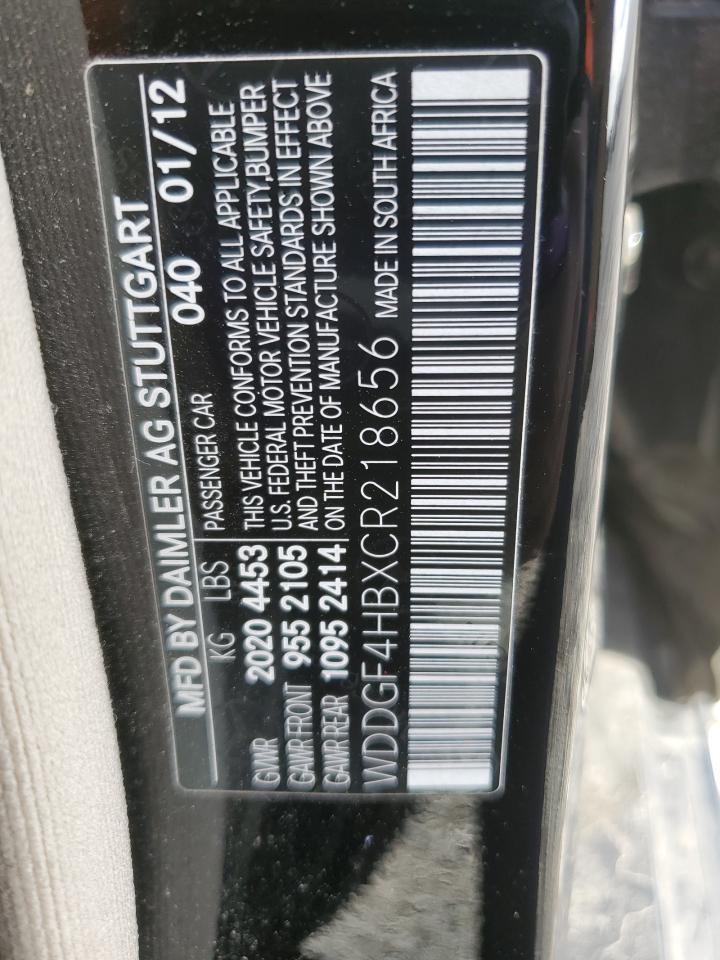 MFD BY DAIMLER AG STUTTGART
040 01/12
KG LBS PASSENGER CAR
GVWR 2020 4453 THIS VEHICLE CONFORMS TO ALL APPLICABLE
GAWR FRONT 955 2105 U.S. FEDERAL MOTOR VEHICLE SAFETY,BUMPER
GAWR REAR 1095 2414 AND THEFT PREVENTION STANDARDS IN EFFECT
ON THE DATE OF MANUFACTURE SHOWN ABOVE
WDDGF4HBXCR218656 MADE IN SOUTH AFRICA